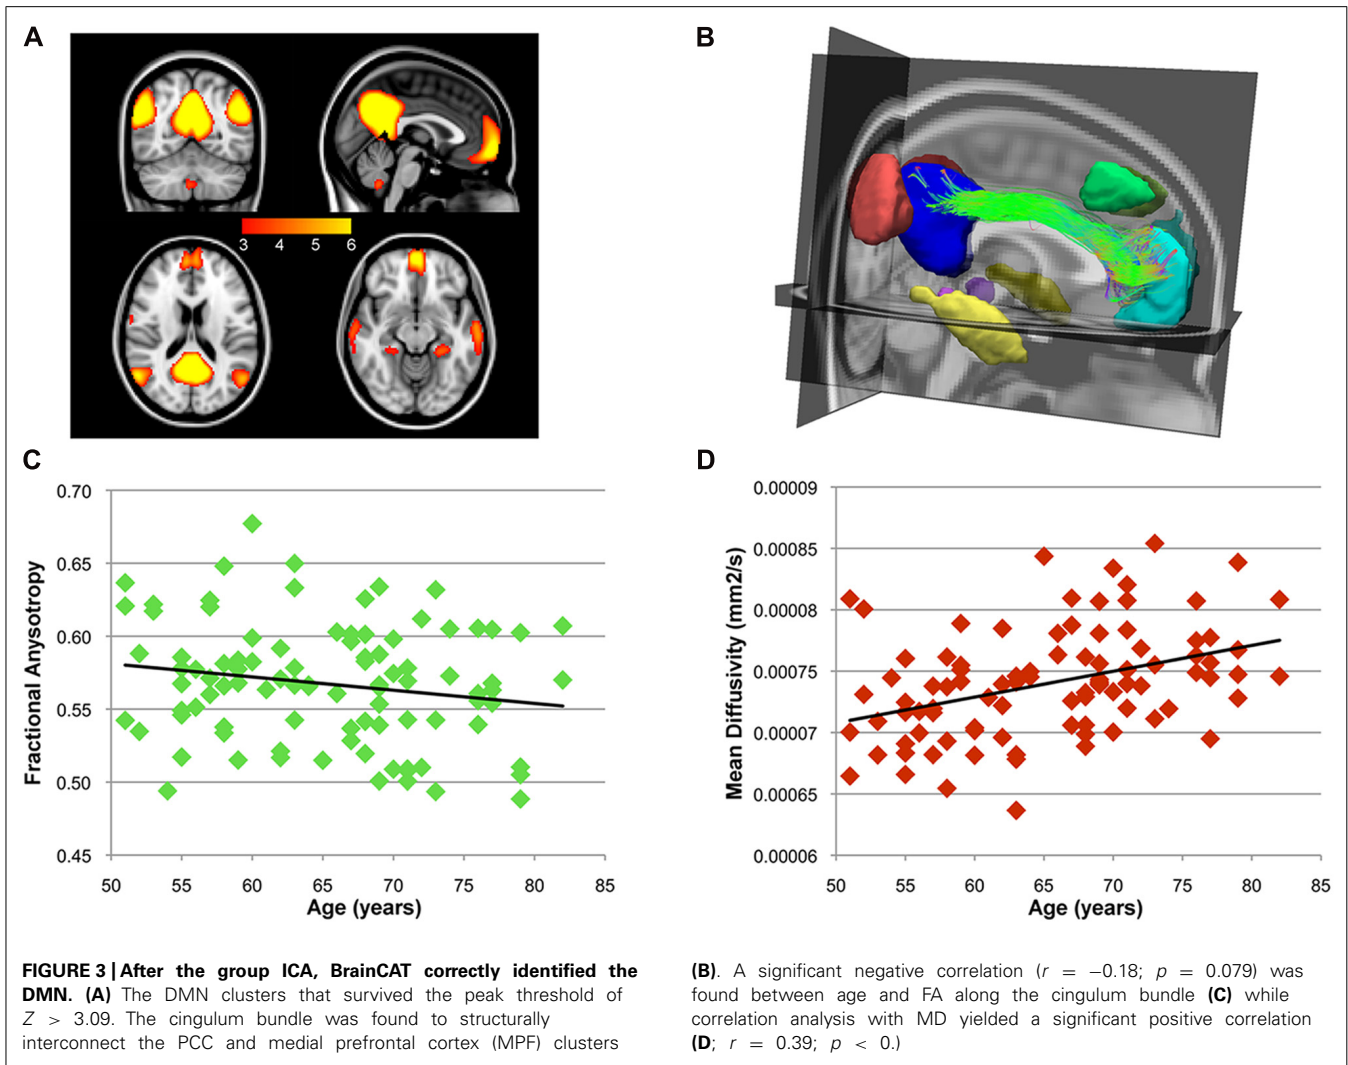 A
B
3 4 5 6
C
D
0.70
0.65
0.60
0.55
0.50
0.45
Fractional Anysotropy
50 55 60 65 70 75 80 85
Age (years)
0.00009
0.00085
0.00008
0.00075
0.00007
0.00065
0.00006
Mean Diffusivity (mm2/s)
50 55 60 65 70 75 80 85
Age (years)
FIGURE 3 | After the group ICA, BrainCAT correctly identified the
DMN. (A) The DMN clusters that survived the peak threshold of
Z > 3.09. The cingulum bundle was found to structurally
interconnect the PCC and medial prefrontal cortex (MPF) clusters
(B). A significant negative correlation (r = −0.18; p = 0.079) was
found between age and FA along the cingulum bundle (C) while
correlation analysis with MD yielded a significant positive correlation
(D; r = 0.39; p < 0.)